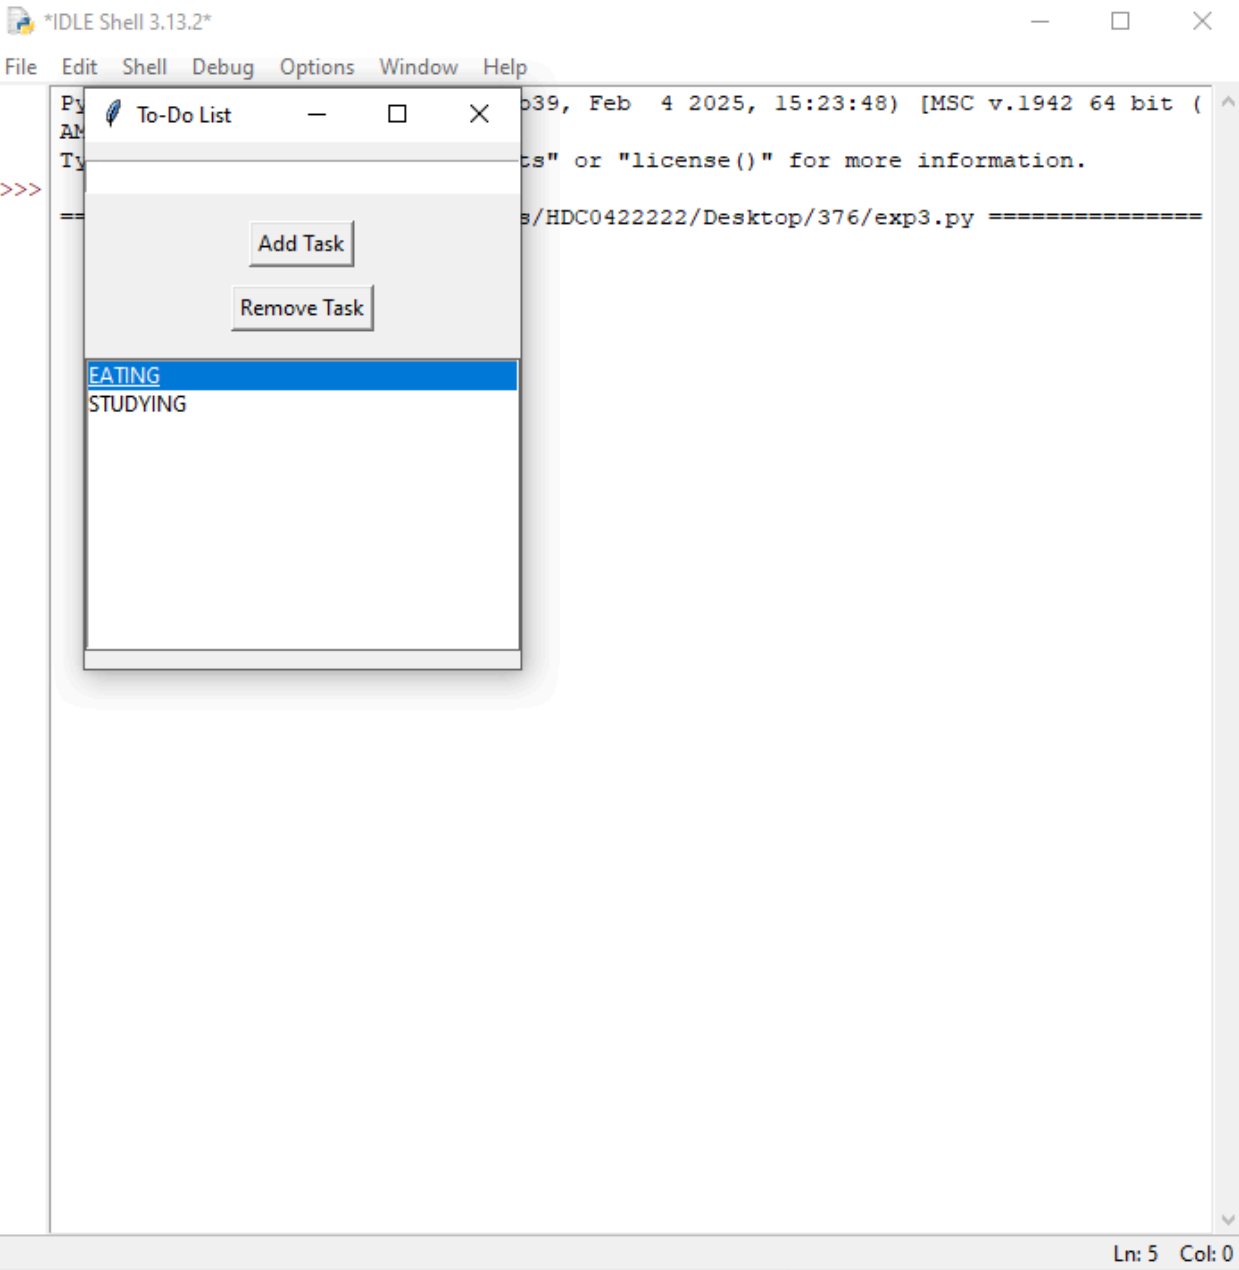 *IDLE Shell 3.13.2*
File Edit Shell Debug Options Window Help
Feb  4 2025, 15:23:48) [MSC v.1942 64 bit (
or "license()" for more information.
>>>
/HDC0422222/Desktop/376/exp3.py ===============
To-Do List
Add Task
Remove Task
EATING
STUDYING
Ln: 5 Col: 0